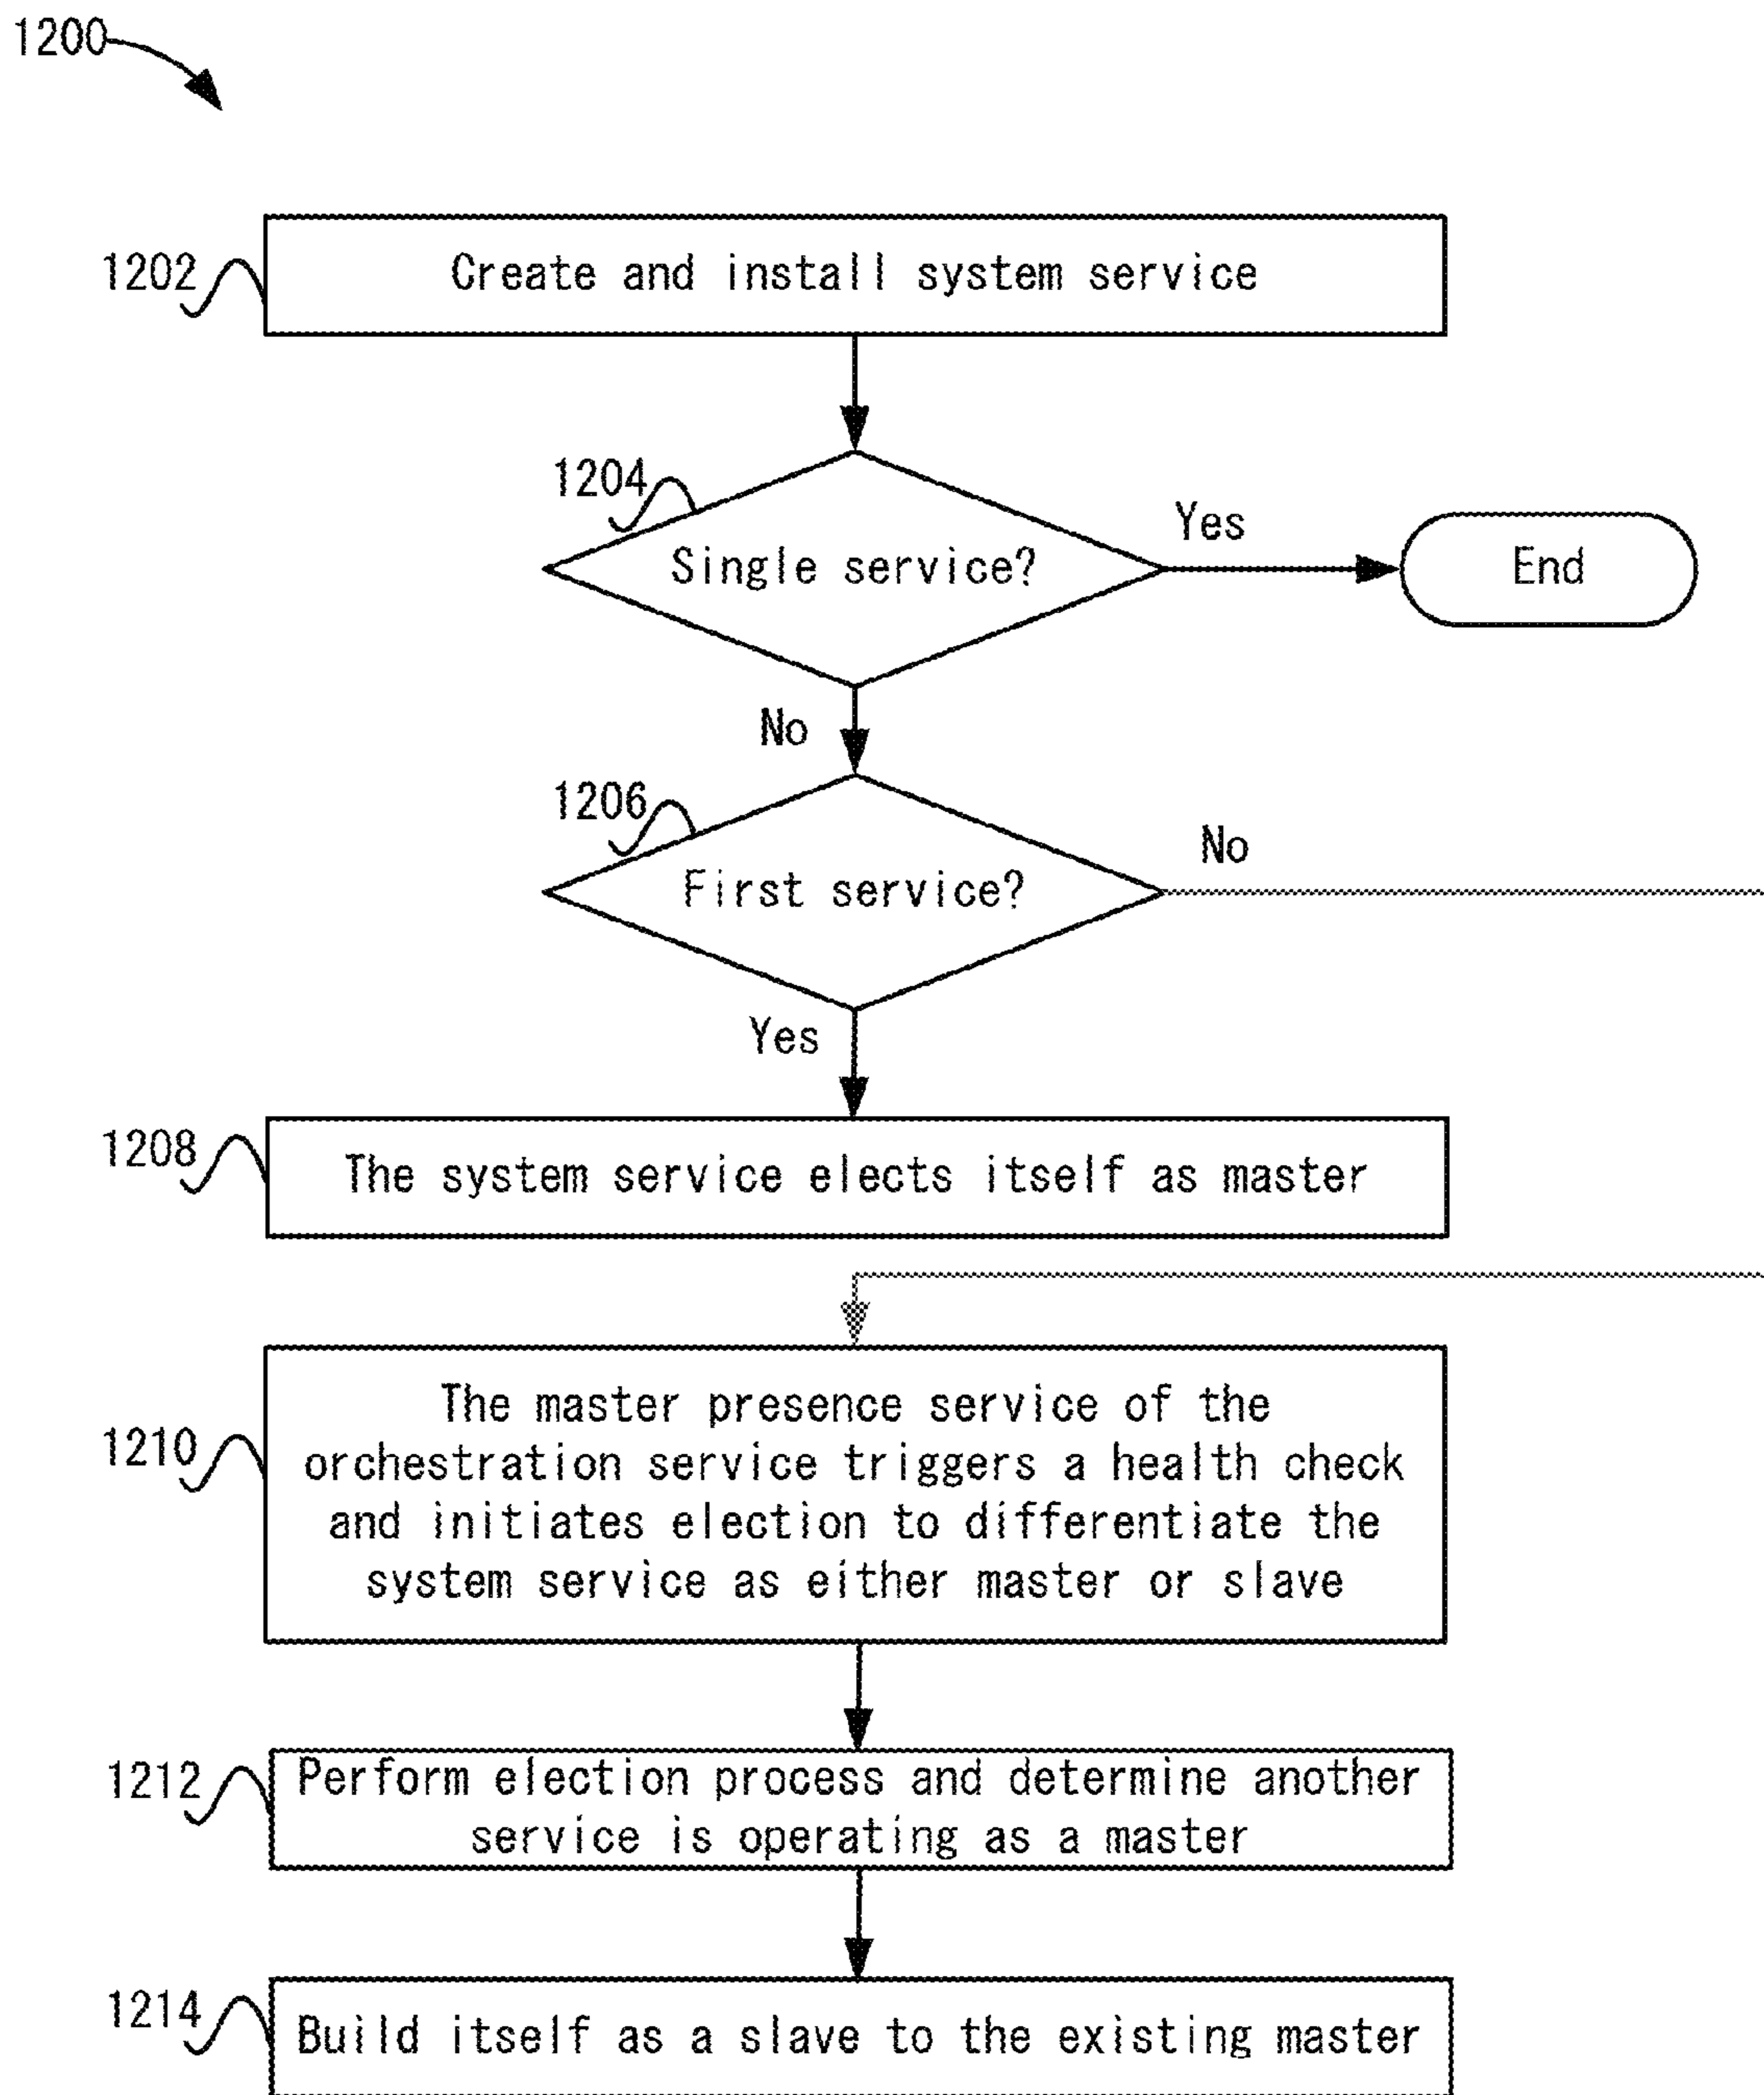 1200
1202
Create and install system service
1204
Single service?
Yes
End
No
1206
First service?
No
Yes
1208
The system service elects itself as master
1210
The master presence service of the
orchestration service triggers a health check
and initiates election to differentiate the
system service as either master or slave
1212
Perform election process and determine another
service is operating as a master
1214
Build itself as a slave to the existing master